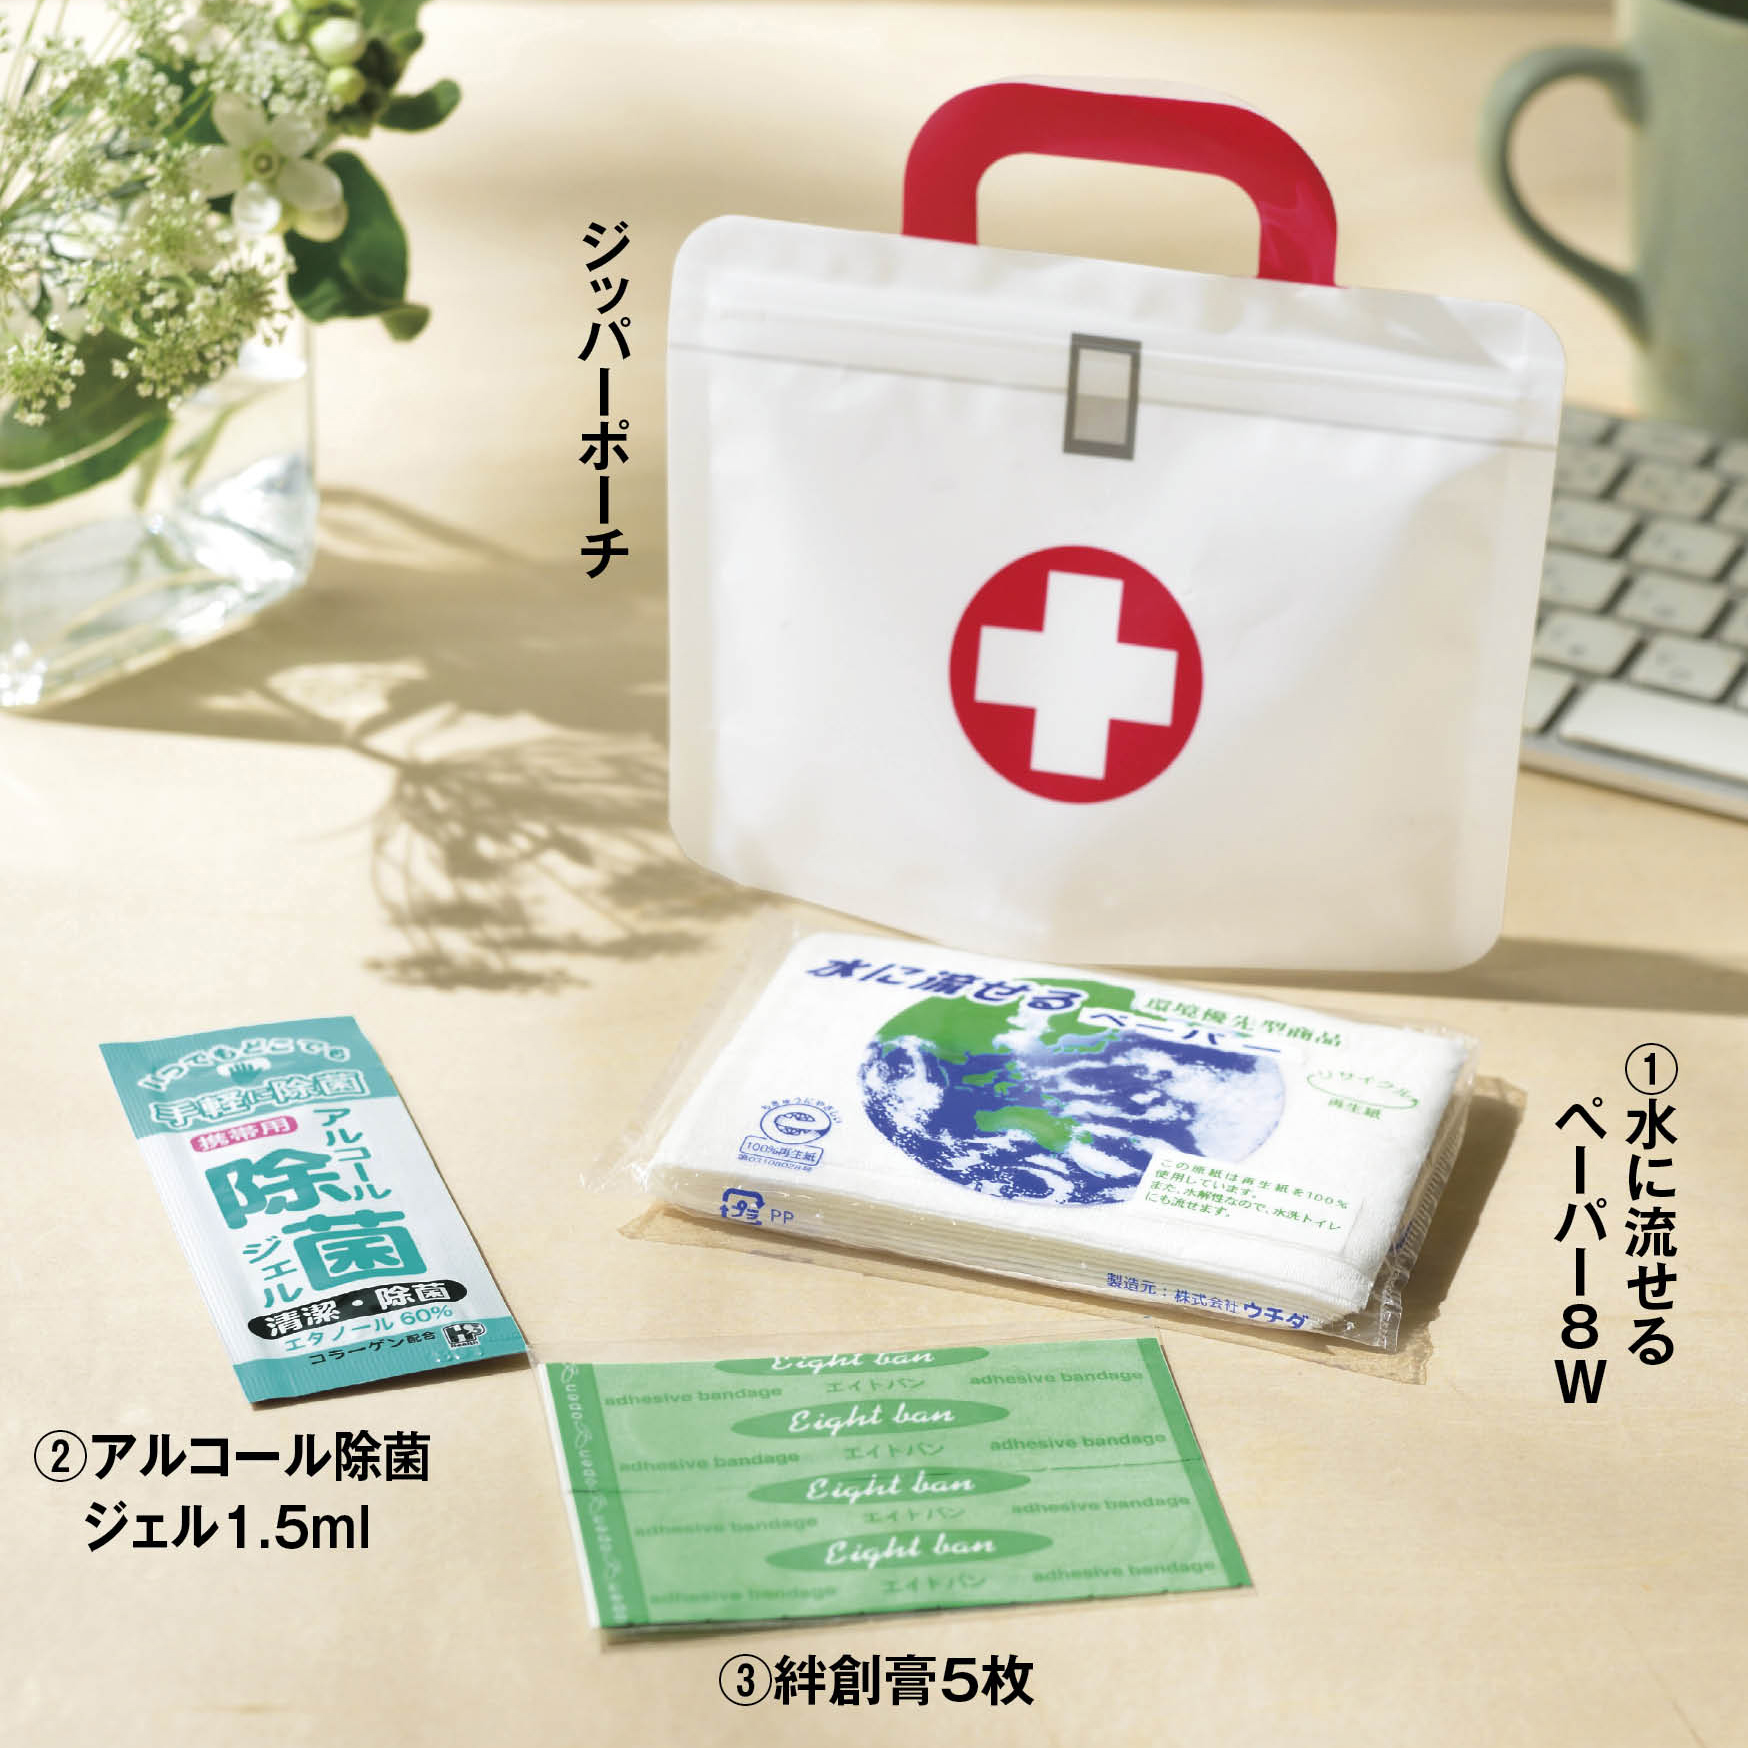 ジッパーポーチ
水に流せる
ペーパー
環境優先型商品
リサイクル
再生紙
100%再生紙
この原紙は再生紙を100%
使用しています。
また、水解性なので、水洗トイレ
にも流せます。
プラ PP
製造元:株式会社 ウチダ
①水に流せる
ペーパー8W
いつでもどこでも
手軽に除菌
携帯用
アルコール
除菌
ジェル
清潔・除菌
エタノール60%
コラーゲン配合
②アルコール除菌
ジェル1.5ml
Eight ban
adhesive bandage エイトバン adhesive bandage
Eight ban
adhesive bandage エイトバン adhesive bandage
Eight ban
adhesive bandage エイトバン adhesive bandage
Eight ban
adhesive bandage エイトバン adhesive bandage
③絆創膏5枚